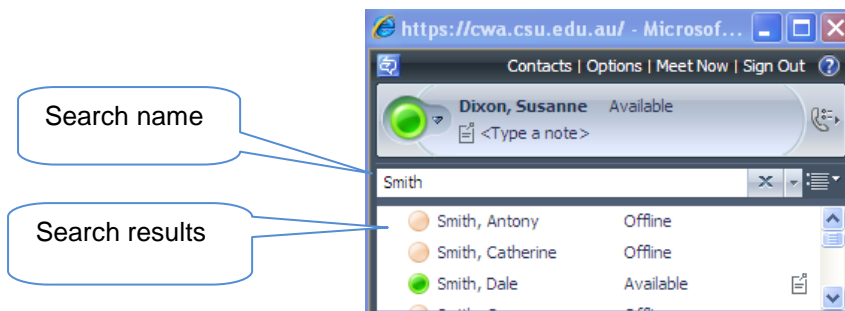 https://cwa.csu.edu.au/ - Microsof...
Contacts | Options | Meet Now | Sign Out ?
Dixon, Susanne Available
<Type a note>
Search name
Smith
Search results
Smith, Antony Offline
Smith, Catherine Offline
Smith, Dale Available